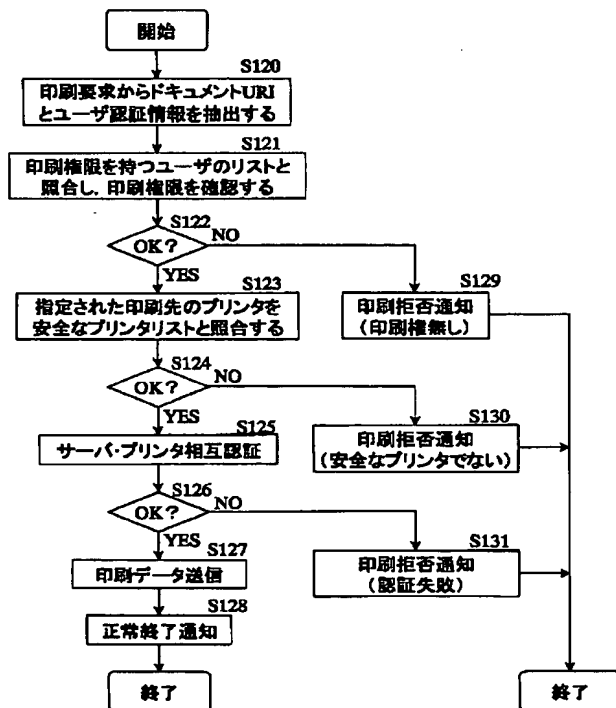 開始
S120
印刷要求からドキュメントURI
とユーザ認証情報を抽出する
S121
印刷権限を持つユーザのリストと
照合し，印刷権限を確認する
S122
OK？
NO
YES
S123
指定された印刷先のプリンタを
安全なプリンタリストと照合する
S129
印刷拒否通知
（印刷権無し）
S124
OK？
NO
YES
S125
サーバ・プリンタ相互認証
S130
印刷拒否通知
（安全なプリンタでない）
S126
OK？
NO
YES
S127
印刷データ送信
S131
印刷拒否通知
（認証失敗）
S128
正常終了通知
終了
終了